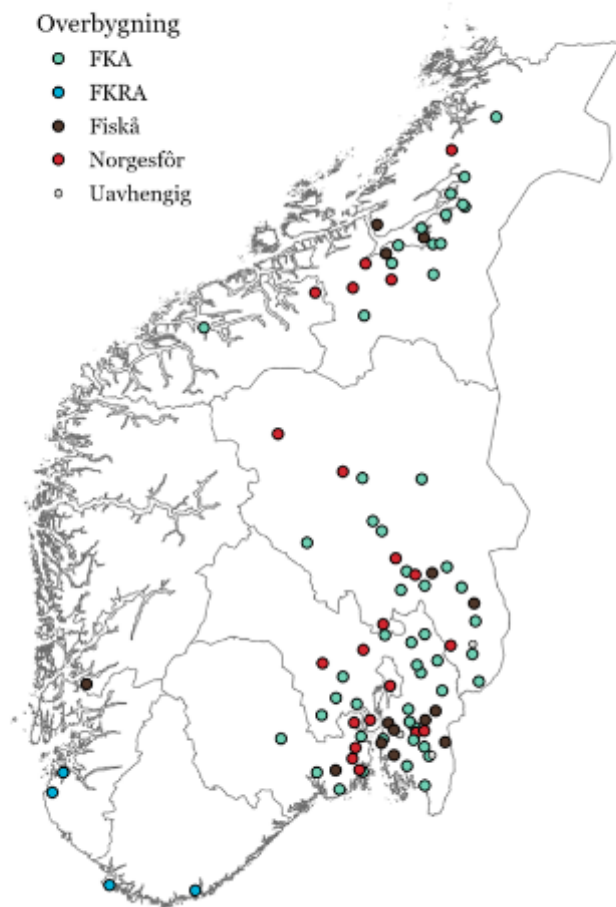 Overbygning
FKA
FKRA
Fiskå
Norgesfôr
Uavhengig